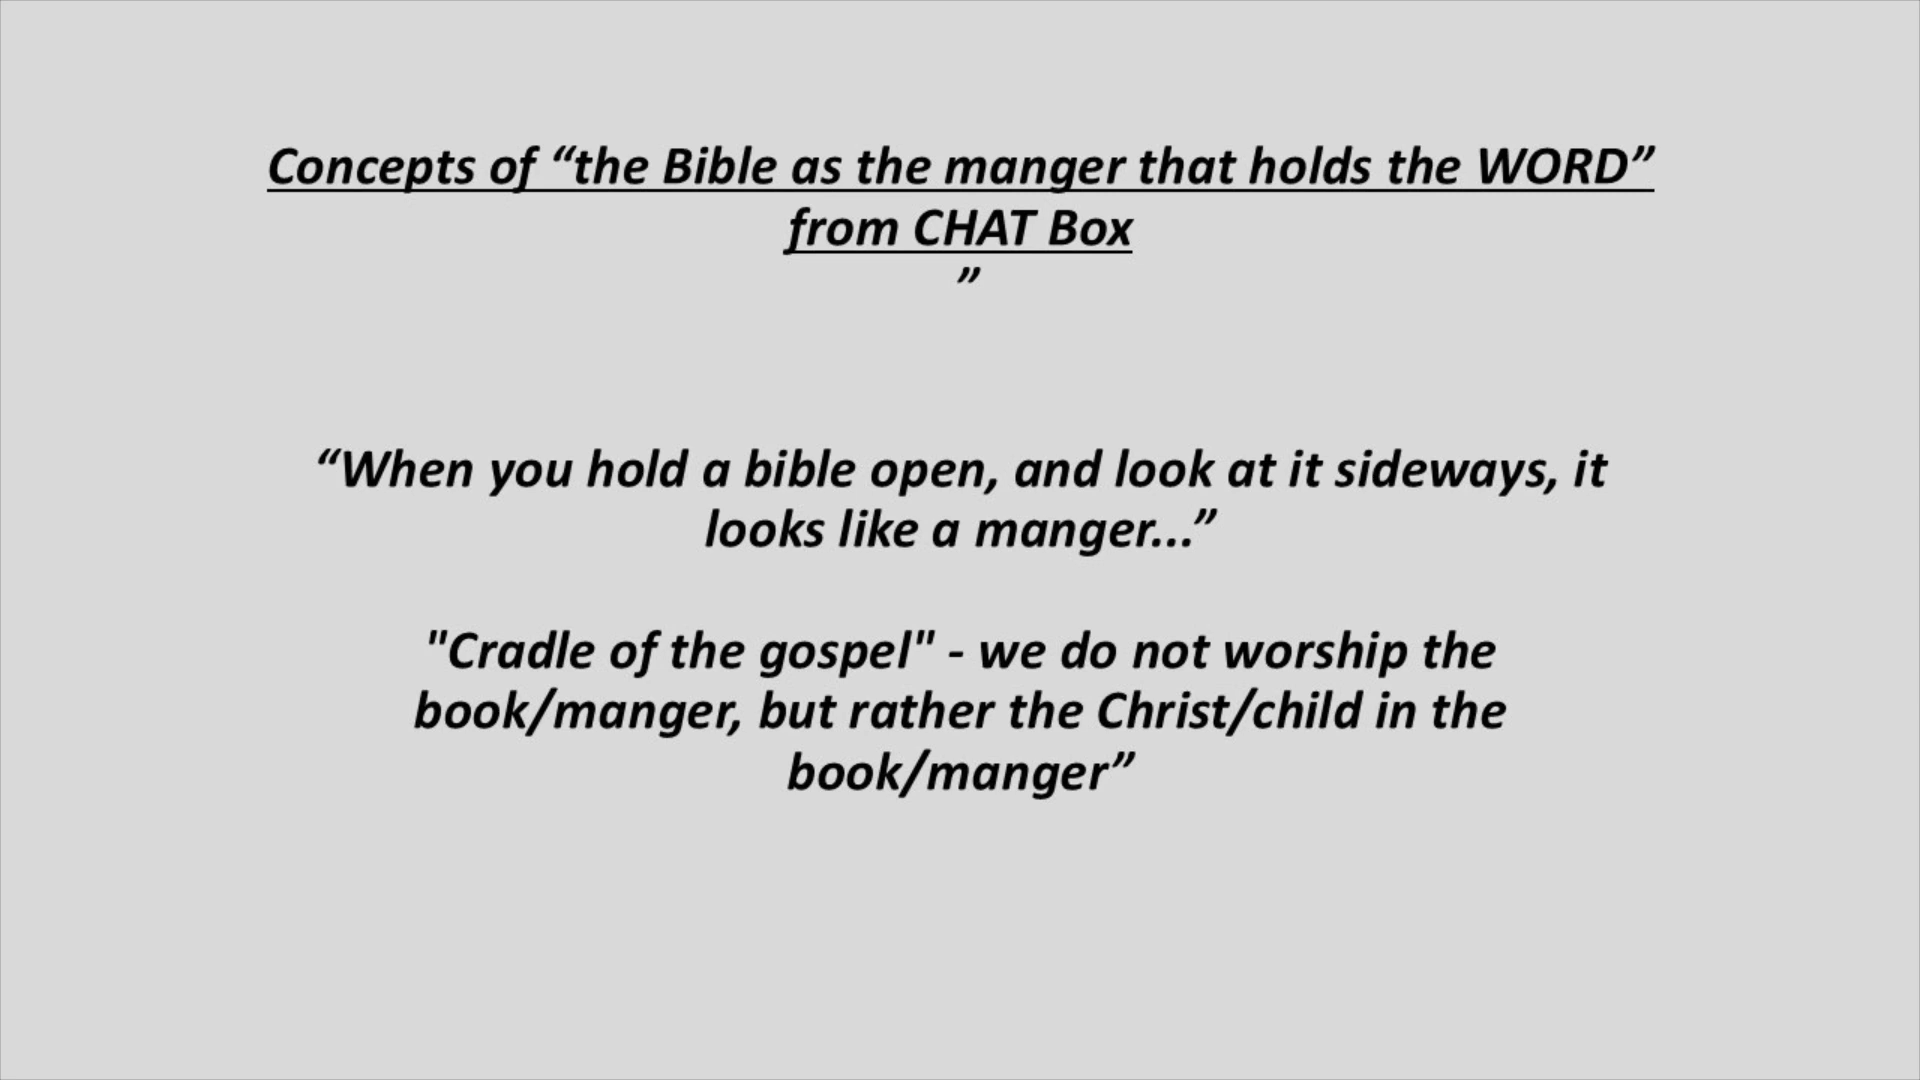 Concepts of “the Bible as the manger that holds the WORD”
from CHAT Box
”
“When you hold a bible open, and look at it sideways, it
looks like a manger...”
"Cradle of the gospel" - we do not worship the
book/manger, but rather the Christ/child in the
book/manger”